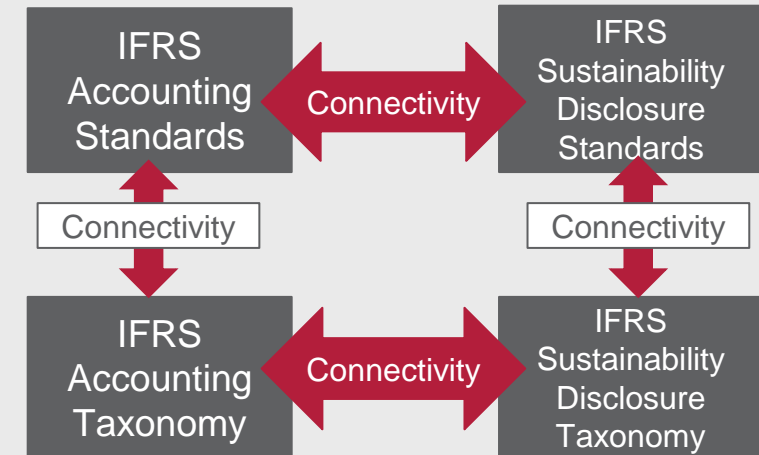 IFRS
Accounting
Standards
Connectivity
IFRS
Sustainability
Disclosure
Standards
Connectivity
Connectivity
IFRS
Accounting
Taxonomy
Connectivity
IFRS
Sustainability
Disclosure
Taxonomy